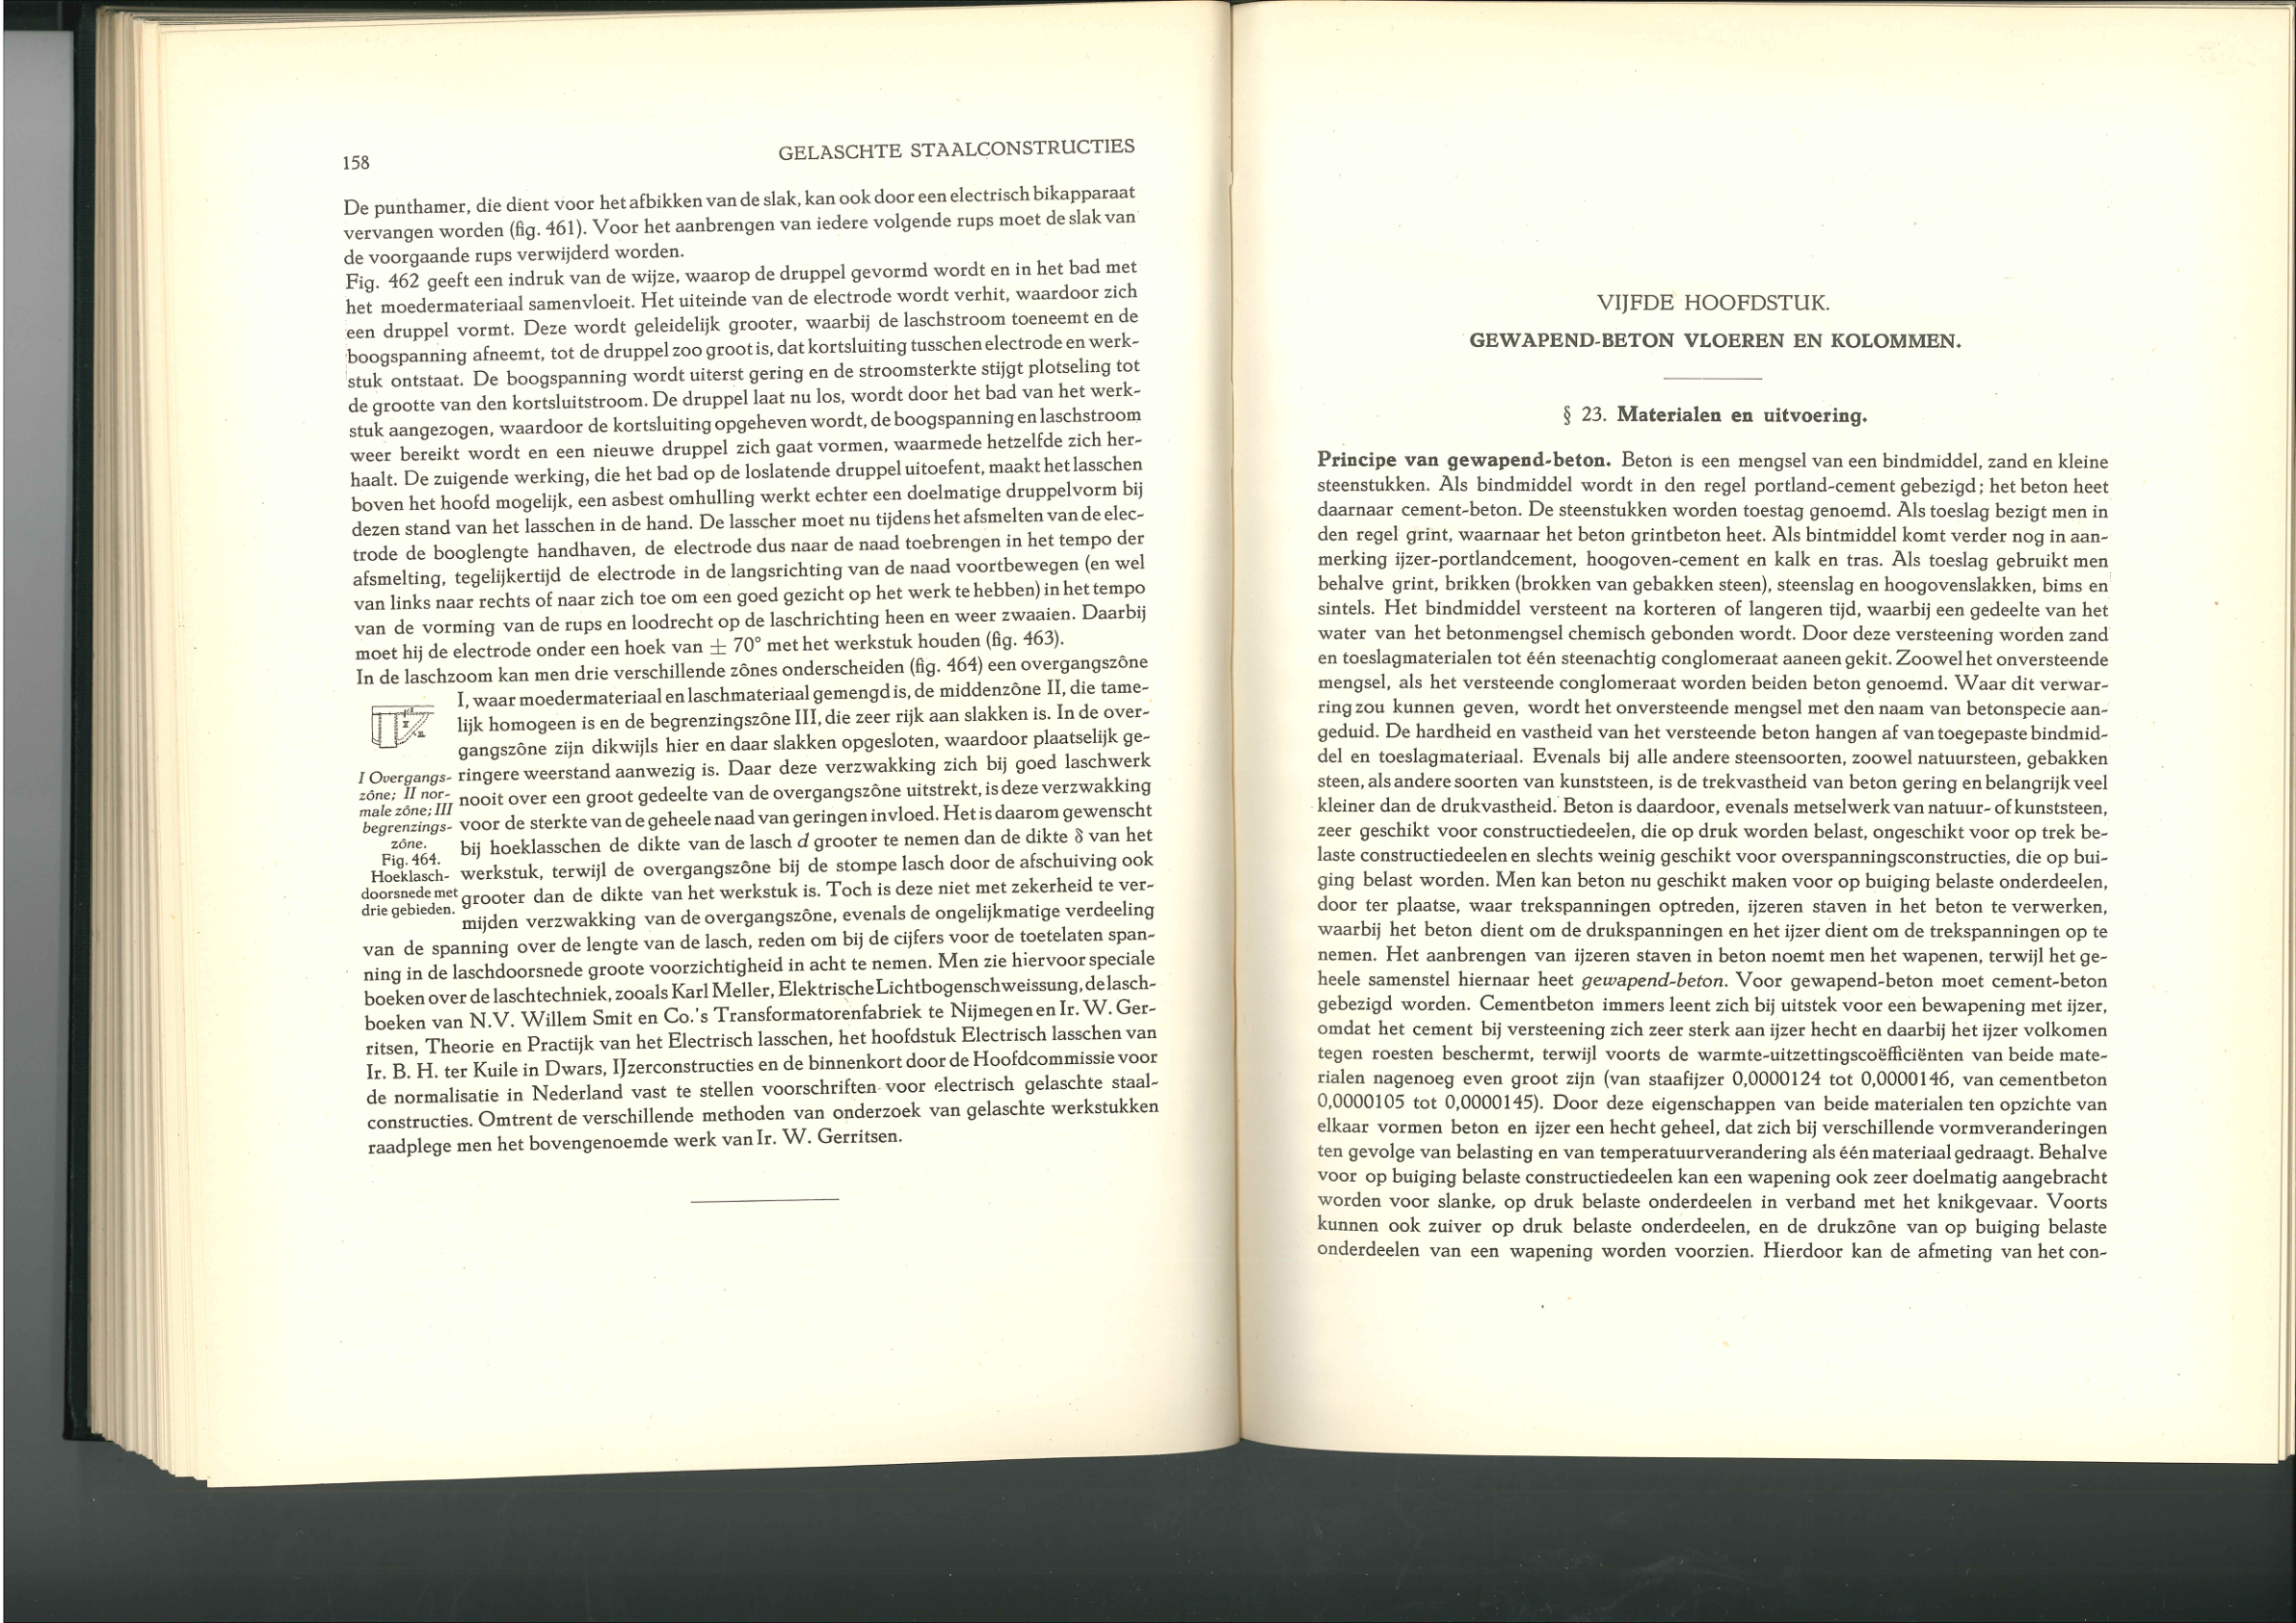 158
GELASCHTE STAALCONSTRUCTIES
De punthamer, die dient voor het afbikken van de slak, kan ook door een electrisch bikapparaat
vervangen worden (fig. 461). Voor het aanbrengen van iedere volgende rups moet de slak van
de voorgaande rups verwijderd worden.
Fig. 462 geeft een indruk van de wijze, waarop de druppel gevormd wordt en in het bad met
het moedermateriaal samenvloeit. Het uiteinde van de electrode wordt verhit, waardoor zich
een druppel vormt. Deze wordt geleidelijk grooter, waarbij de laschstroom toeneemt en de
boogspanning afneemt, tot de druppel zoo groot is, dat kortsluiting tusschen electrode en werk-
stuk ontstaat. De boogspanning wordt uiterst gering en de stroomsterkte stijgt plotseling tot
de grootte van den kortsluitstroom. De druppel laat nu los, wordt door het bad van het werk-
stuk aangezogen, waardoor de kortsluiting opgeheven wordt, de boogspanning en laschstroom
weer bereikt wordt en een nieuwe druppel zich gaat vormen, waarmede hetzelfde zich her-
haalt. De zuigende werking, die het bad op de loslatende druppel uitoefent, maakt het lasschen
boven het hoofd mogelijk, een asbest omhulling werkt echter een doelmatige druppelvorm bij
dezen stand van het lasschen in de hand. De lasscher moet nu tijdens het afsmelten van de elec-
trode de booglengte handhaven, de electrode dus naar de naad toebrengen in het tempo der
afsmelting, tegelijkertijd de electrode in de langsrichting van de naad voortbewegen (en wel
van links naar rechts of naar zich toe om een goed gezicht op het werk te hebben) in het tempo
van de vorming van de rups en loodrecht op de laschrichting heen en weer zwaaien. Daarbij
moet hij de electrode onder een hoek van ± 70° met het werkstuk houden (fig. 463).
In de laschzoom kan men drie verschillende zônes onderscheiden (fig. 464) een overgangszône
I, waar moedermateriaal en laschmateriaal gemengd is, de middenzône II, die tame-
lijk homogeen is en de begrenzingszône III, die zeer rijk aan slakken is. In de over-
gangszône zijn dikwijls hier en daar slakken opgesloten, waardoor plaatselijk ge-
ringere weerstand aanwezig is. Daar deze verzwakking zich bij goed laschwerk
nooit over een groot gedeelte van de overgangszône uitstrekt, is deze verzwakking
voor de sterkte van de geheele naad van geringen invloed. Het is daarom gewenscht
bij hoeklasschen de dikte van de lasch d grooter te nemen dan de dikte δ van het
werkstuk, terwijl de overgangszône bij de stompe lasch door de afschuiving ook
grooter dan de dikte van het werkstuk is. Toch is deze niet met zekerheid te ver-
mijden verzwakking van de overgangszône, evenals de ongelijkmatige verdeeling
I Overgangs-
zône; II nor-
male zône; III
begrenzings-
zône.
Fig. 464.
Hoeklasch-
doorsnede met
drie gebieden.
van de spanning over de lengte van de lasch, reden om bij de cijfers voor de toetelaten span-
ning in de laschdoorsnede groote voorzichtigheid in acht te nemen. Men zie hiervoor speciale
boeken over de laschtechniek, zooals Karl Meller, Elektrische Lichtbogenschweissung, de lasch-
boeken van N.V. Willem Smit en Co.'s Transformatorenfabriek te Nijmegen en Ir. W. Ger-
ritsen, Theorie en Practijk van het Electrisch lasschen, het hoofdstuk Electrisch lasschen van
Ir. B. H. ter Kuile in Dwars, IJzerconstructies en de binnenkort door de Hoofdcommissie voor
de normalisatie in Nederland vast te stellen voorschriften voor electrisch gelaschte staal-
constructies. Omtrent de verschillende methoden van onderzoek van gelaschte werkstukken
raadplege men het bovengenoemde werk van Ir. W. Gerritsen.
VIJFDE HOOFDSTUK.
GEWAPEND-BETON VLOEREN EN KOLOMMEN.
§ 23. Materialen en uitvoering.
Principe van gewapend-beton. Beton is een mengsel van een bindmiddel, zand en kleine
steenstukken. Als bindmiddel wordt in den regel portland-cement gebezigd; het beton heet
daarnaar cement-beton. De steenstukken worden toestag genoemd. Als toeslag bezigt men in
den regel grint, waarnaar het beton grintbeton heet. Als bintmiddel komt verder nog in aan-
merking ijzer-portlandcement, hoogoven-cement en kalk en tras. Als toeslag gebruikt men
behalve grint, brikken (brokken van gebakken steen), steenslag en hoogovenslakken, bims en
sintels. Het bindmiddel versteent na korteren of langeren tijd, waarbij een gedeelte van het
water van het betonmengsel chemisch gebonden wordt. Door deze versteening worden zand
en toeslagmaterialen tot één steenachtig conglomeraat aaneen gekit. Zoowel het onversteende
mengsel, als het versteende conglomeraat worden beiden beton genoemd. Waar dit verwar-
ring zou kunnen geven, wordt het onversteende mengsel met den naam van betonspecie aan-
geduid. De hardheid en vastheid van het versteende beton hangen af van toegepaste bindmid-
del en toeslagmateriaal. Evenals bij alle andere steensoorten, zoowel natuursteen, gebakken
steen, als andere soorten van kunststeen, is de trekvastheid van beton gering en belangrijk veel
kleiner dan de drukvastheid. Beton is daardoor, evenals metselwerk van natuur- of kunststeen,
zeer geschikt voor constructiedeelen, die op druk worden belast, ongeschikt voor op trek be-
laste constructiedeelen en slechts weinig geschikt voor overspanningsconstructies, die op bui-
ging belast worden. Men kan beton nu geschikt maken voor op buiging belaste onderdeelen,
door ter plaatse, waar trekspanningen optreden, ijzeren staven in het beton te verwerken,
waarbij het beton dient om de drukspanningen en het ijzer dient om de trekspanningen op te
nemen. Het aanbrengen van ijzeren staven in beton noemt men het wapenen, terwijl het ge-
heele samenstel hiernaar heet gewapend-beton. Voor gewapend-beton moet cement-beton
gebezigd worden. Cementbeton immers leent zich bij uitstek voor een bewapening met ijzer,
omdat het cement bij versteening zich zeer sterk aan ijzer hecht en daarbij het ijzer volkomen
tegen roesten beschermt, terwijl voorts de warmte-uitzettingscoëfficiënten van beide mate-
rialen nagenoeg even groot zijn (van staafijzer 0,0000124 tot 0,0000146, van cementbeton
0,0000105 tot 0,0000145). Door deze eigenschappen van beide materialen ten opzichte van
elkaar vormen beton en ijzer een hecht geheel, dat zich bij verschillende vormveranderingen
ten gevolge van belasting en van temperatuurverandering als één materiaal gedraagt. Behalve
voor op buiging belaste constructiedeelen kan een wapening ook zeer doelmatig aangebracht
worden voor slanke, op druk belaste onderdeelen in verband met het knikgevaar. Voorts
kunnen ook zuiver op druk belaste onderdeelen, en de drukzône van op buiging belaste
onderdeelen van een wapening worden voorzien. Hierdoor kan de afmeting van het con-